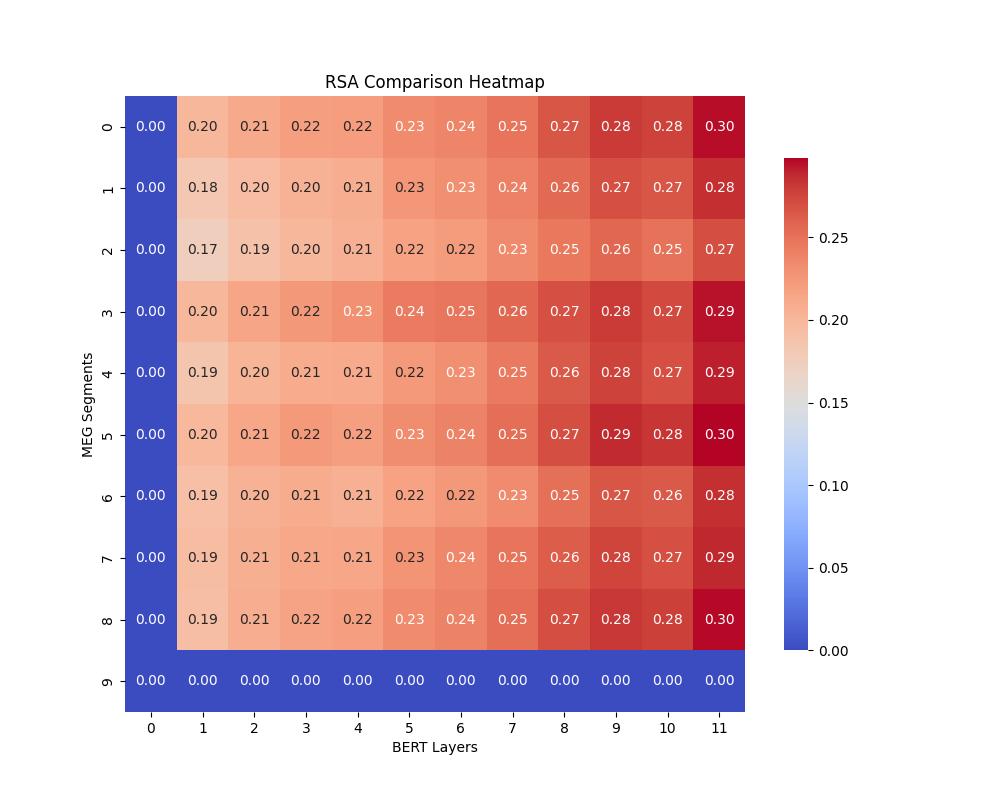 RSA Comparison Heatmap
0 0.00 0.20 0.21 0.22 0.22 0.23 0.24 0.25 0.27 0.28 0.28 0.30
1 0.00 0.18 0.20 0.20 0.21 0.23 0.23 0.24 0.26 0.27 0.27 0.28
2 0.00 0.17 0.19 0.20 0.21 0.22 0.22 0.23 0.25 0.26 0.25 0.27
3 0.00 0.20 0.21 0.22 0.23 0.24 0.25 0.26 0.27 0.28 0.27 0.29
4 0.00 0.19 0.20 0.21 0.21 0.22 0.23 0.25 0.26 0.28 0.27 0.29
5 0.00 0.20 0.21 0.22 0.22 0.23 0.24 0.25 0.27 0.29 0.28 0.30
6 0.00 0.19 0.20 0.21 0.21 0.22 0.22 0.23 0.25 0.27 0.26 0.28
7 0.00 0.19 0.21 0.21 0.21 0.23 0.24 0.25 0.26 0.28 0.27 0.29
8 0.00 0.19 0.21 0.22 0.22 0.23 0.24 0.25 0.27 0.28 0.28 0.30
9 0.00 0.00 0.00 0.00 0.00 0.00 0.00 0.00 0.00 0.00 0.00 0.00
0 1 2 3 4 5 6 7 8 9 10 11
BERT Layers
MEG Segments
0.25
0.20
0.15
0.10
0.05
0.00